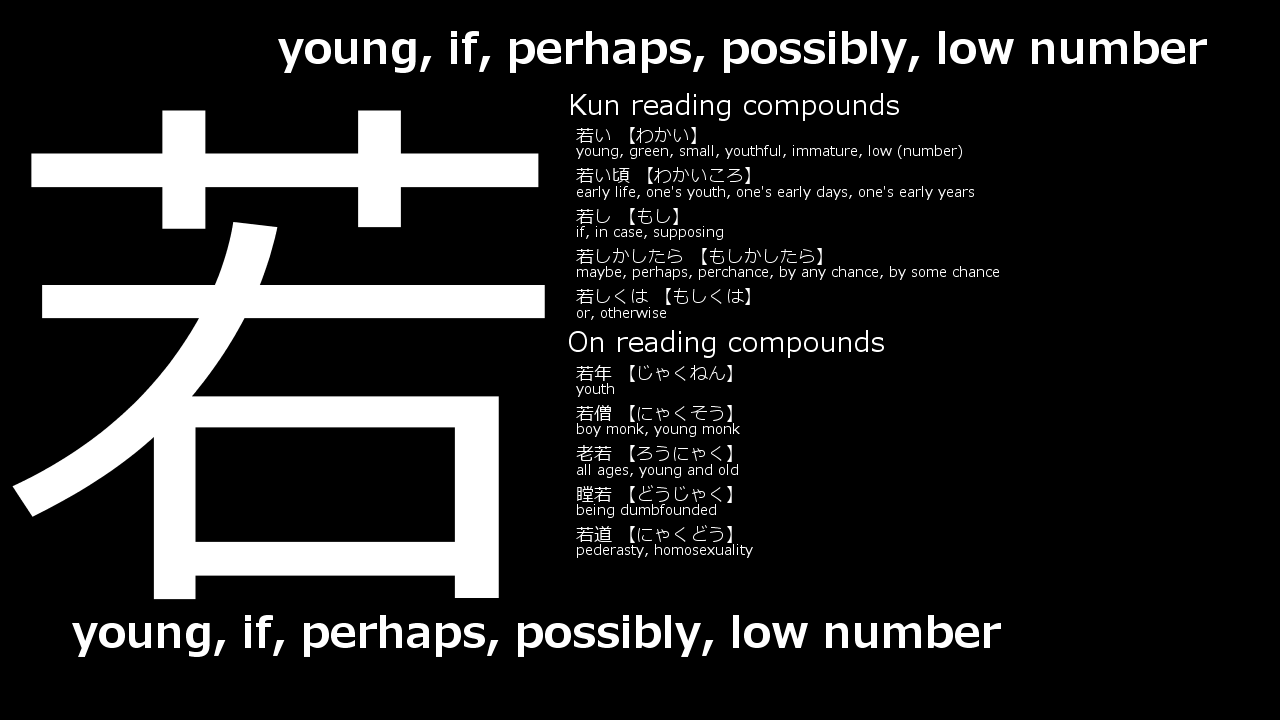 young, if, perhaps, possibly, low number
若
Kun reading compounds
若い 【わかい】
young, green, small, youthful, immature, low (number)
若い頃 【わかいころ】
early life, one's youth, one's early days, one's early years
若し 【もし】
if, in case, supposing
若しかしたら 【もしかしたら】
maybe, perhaps, perchance, by any chance, by some chance
若しくは 【もしくは】
or, otherwise
On reading compounds
若年 【じゃくねん】
youth
若僧 【にゃくそう】
boy monk, young monk
老若 【ろうにゃく】
all ages, young and old
瞠若 【どうじゃく】
being dumbfounded
若道 【にゃくどう】
pederasty, homosexuality
young, if, perhaps, possibly, low number